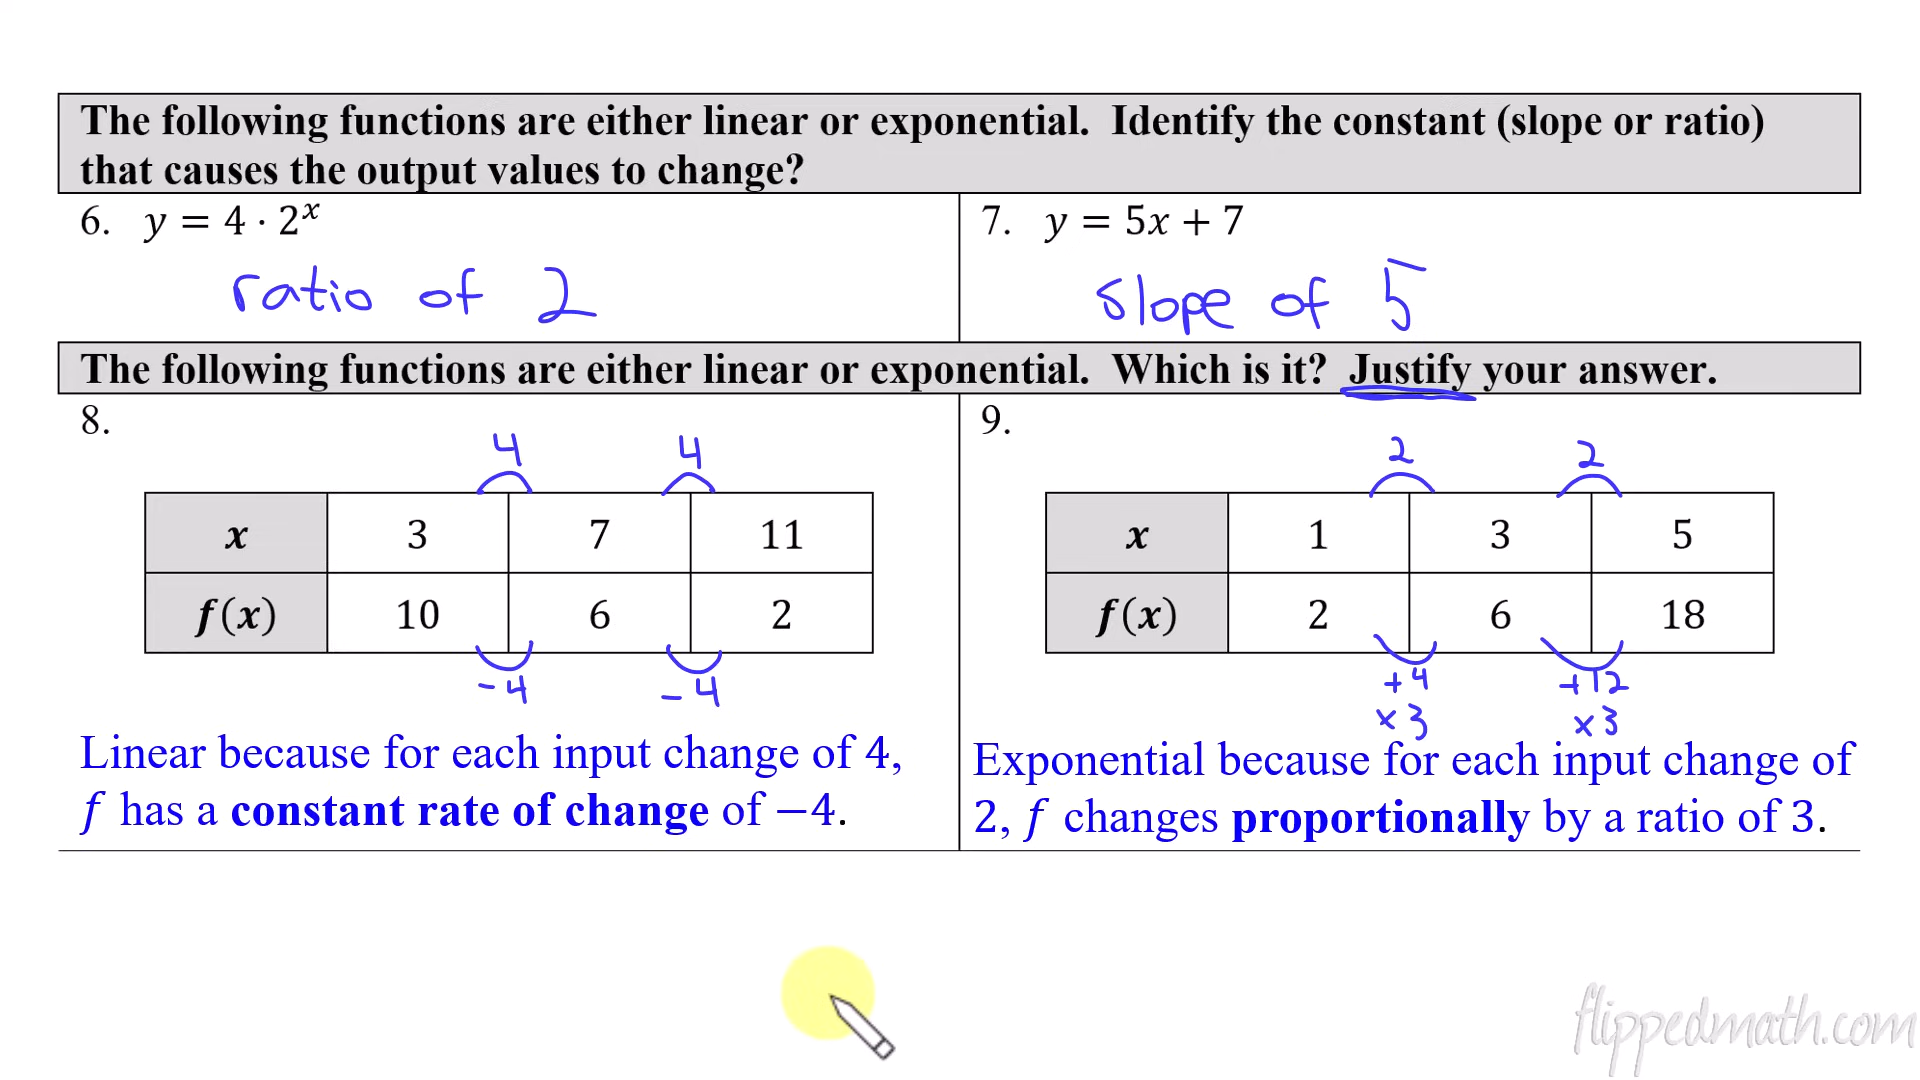 The following functions are either linear or exponential. Identify the constant (slope or ratio)
that causes the output values to change?
6. y = 4 · 2ˣ
ratio of 2
7. y = 5x + 7
slope of 5
The following functions are either linear or exponential. Which is it? Justify your answer.
8.
4 4
x 3 7 11
f(x) 10 6 2
-4 -4
Linear because for each input change of 4,
f has a constant rate of change of −4.
9.
2 2
x 1 3 5
f(x) 2 6 18
+4 +12
×3 ×3
Exponential because for each input change of
2, f changes proportionally by a ratio of 3.
flippedmath.com